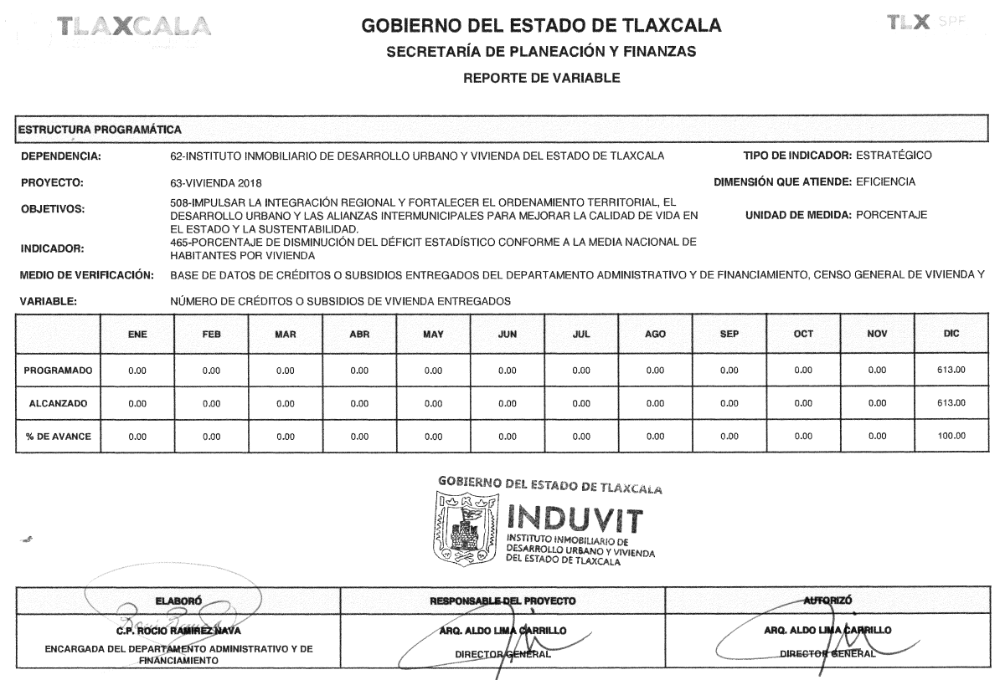 TLAXCALA
GOBIERNO DEL ESTADO DE TLAXCALA
TLX SPF
SECRETARÍA DE PLANEACIÓN Y FINANZAS
REPORTE DE VARIABLE
ESTRUCTURA PROGRAMÁTICA
DEPENDENCIA: 62-INSTITUTO INMOBILIARIO DE DESARROLLO URBANO Y VIVIENDA DEL ESTADO DE TLAXCALA TIPO DE INDICADOR: ESTRATÉGICO
PROYECTO: 63-VIVIENDA 2018 DIMENSIÓN QUE ATIENDE: EFICIENCIA
OBJETIVOS: 508-IMPULSAR LA INTEGRACIÓN REGIONAL Y FORTALECER EL ORDENAMIENTO TERRITORIAL, EL
DESARROLLO URBANO Y LAS ALIANZAS INTERMUNICIPALES PARA MEJORAR LA CALIDAD DE VIDA EN
EL ESTADO Y LA SUSTENTABILIDAD.
UNIDAD DE MEDIDA: PORCENTAJE
INDICADOR: 465-PORCENTAJE DE DISMINUCIÓN DEL DÉFICIT ESTADÍSTICO CONFORME A LA MEDIA NACIONAL DE
HABITANTES POR VIVIENDA
MEDIO DE VERIFICACIÓN: BASE DE DATOS DE CRÉDITOS O SUBSIDIOS ENTREGADOS DEL DEPARTAMENTO ADMINISTRATIVO Y DE FINANCIAMIENTO, CENSO GENERAL DE VIVIENDA Y
VARIABLE: NÚMERO DE CRÉDITOS O SUBSIDIOS DE VIVIENDA ENTREGADOS
ENE FEB MAR ABR MAY JUN JUL AGO SEP OCT NOV DIC
PROGRAMADO 0.00 0.00 0.00 0.00 0.00 0.00 0.00 0.00 0.00 0.00 0.00 613.00
ALCANZADO 0.00 0.00 0.00 0.00 0.00 0.00 0.00 0.00 0.00 0.00 0.00 613.00
% DE AVANCE 0.00 0.00 0.00 0.00 0.00 0.00 0.00 0.00 0.00 0.00 0.00 100.00
GOBIERNO DEL ESTADO DE TLAXCALA
INDUVIT
INSTITUTO INMOBILIARIO DE
DESARROLLO URBANO Y VIVIENDA
DEL ESTADO DE TLAXCALA
ELABORÓ RESPONSABLE DEL PROYECTO AUTORIZÓ
C.P. ROCIO RAMIREZ NAVA ARQ. ALDO LIMA CARRILLO ARQ. ALDO LIMA CARRILLO
ENCARGADA DEL DEPARTAMENTO ADMINISTRATIVO Y DE
FINANCIAMIENTO
DIRECTOR GENERAL DIRECTOR GENERAL